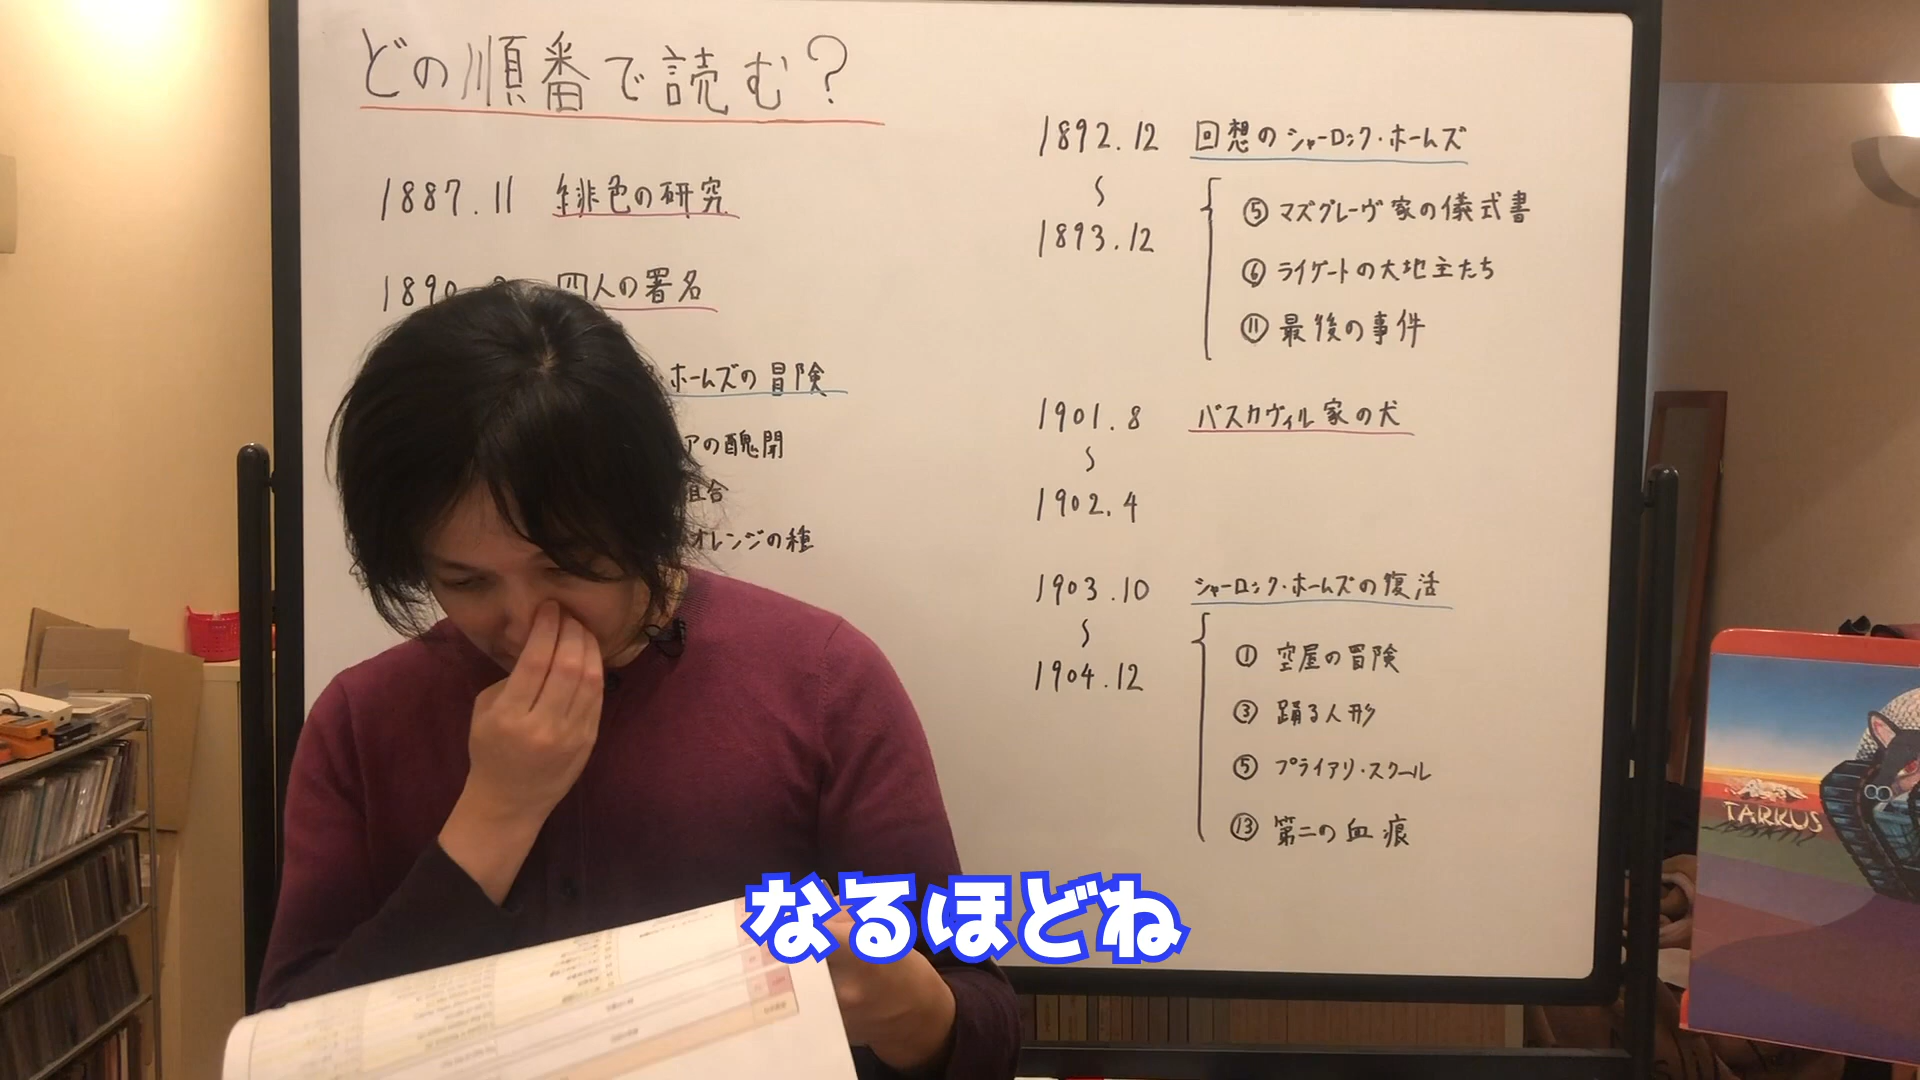 どの順番で読む?
1887.11 緋色の研究
1890. 四人の署名
ホームズの冒険
アの醜聞
組合
オレンジの種
1892.12 回想のシャーロック・ホームズ
〜
1893.12
⑤ マズグレーヴ家の儀式書
⑥ ライゲートの大地主たち
⑪ 最後の事件
1901.8 バスカヴィル家の犬
〜
1902.4
1903.10 シャーロック・ホームズの復活
〜
1904.12
① 空屋の冒険
③ 踊る人形
⑤ プライアリ・スクール
⑬ 第二の血痕
TARKUS
なるほどね